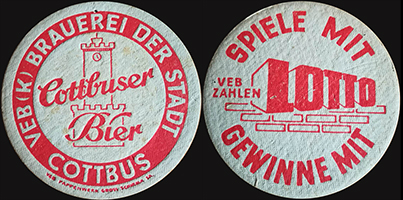 VEB (K) BRAUEREI DER STADT
Cottbuser
Bier
COTTBUS
SPIELE MIT
VEB
ZAHLEN
LOTTO
GEWINNE MIT